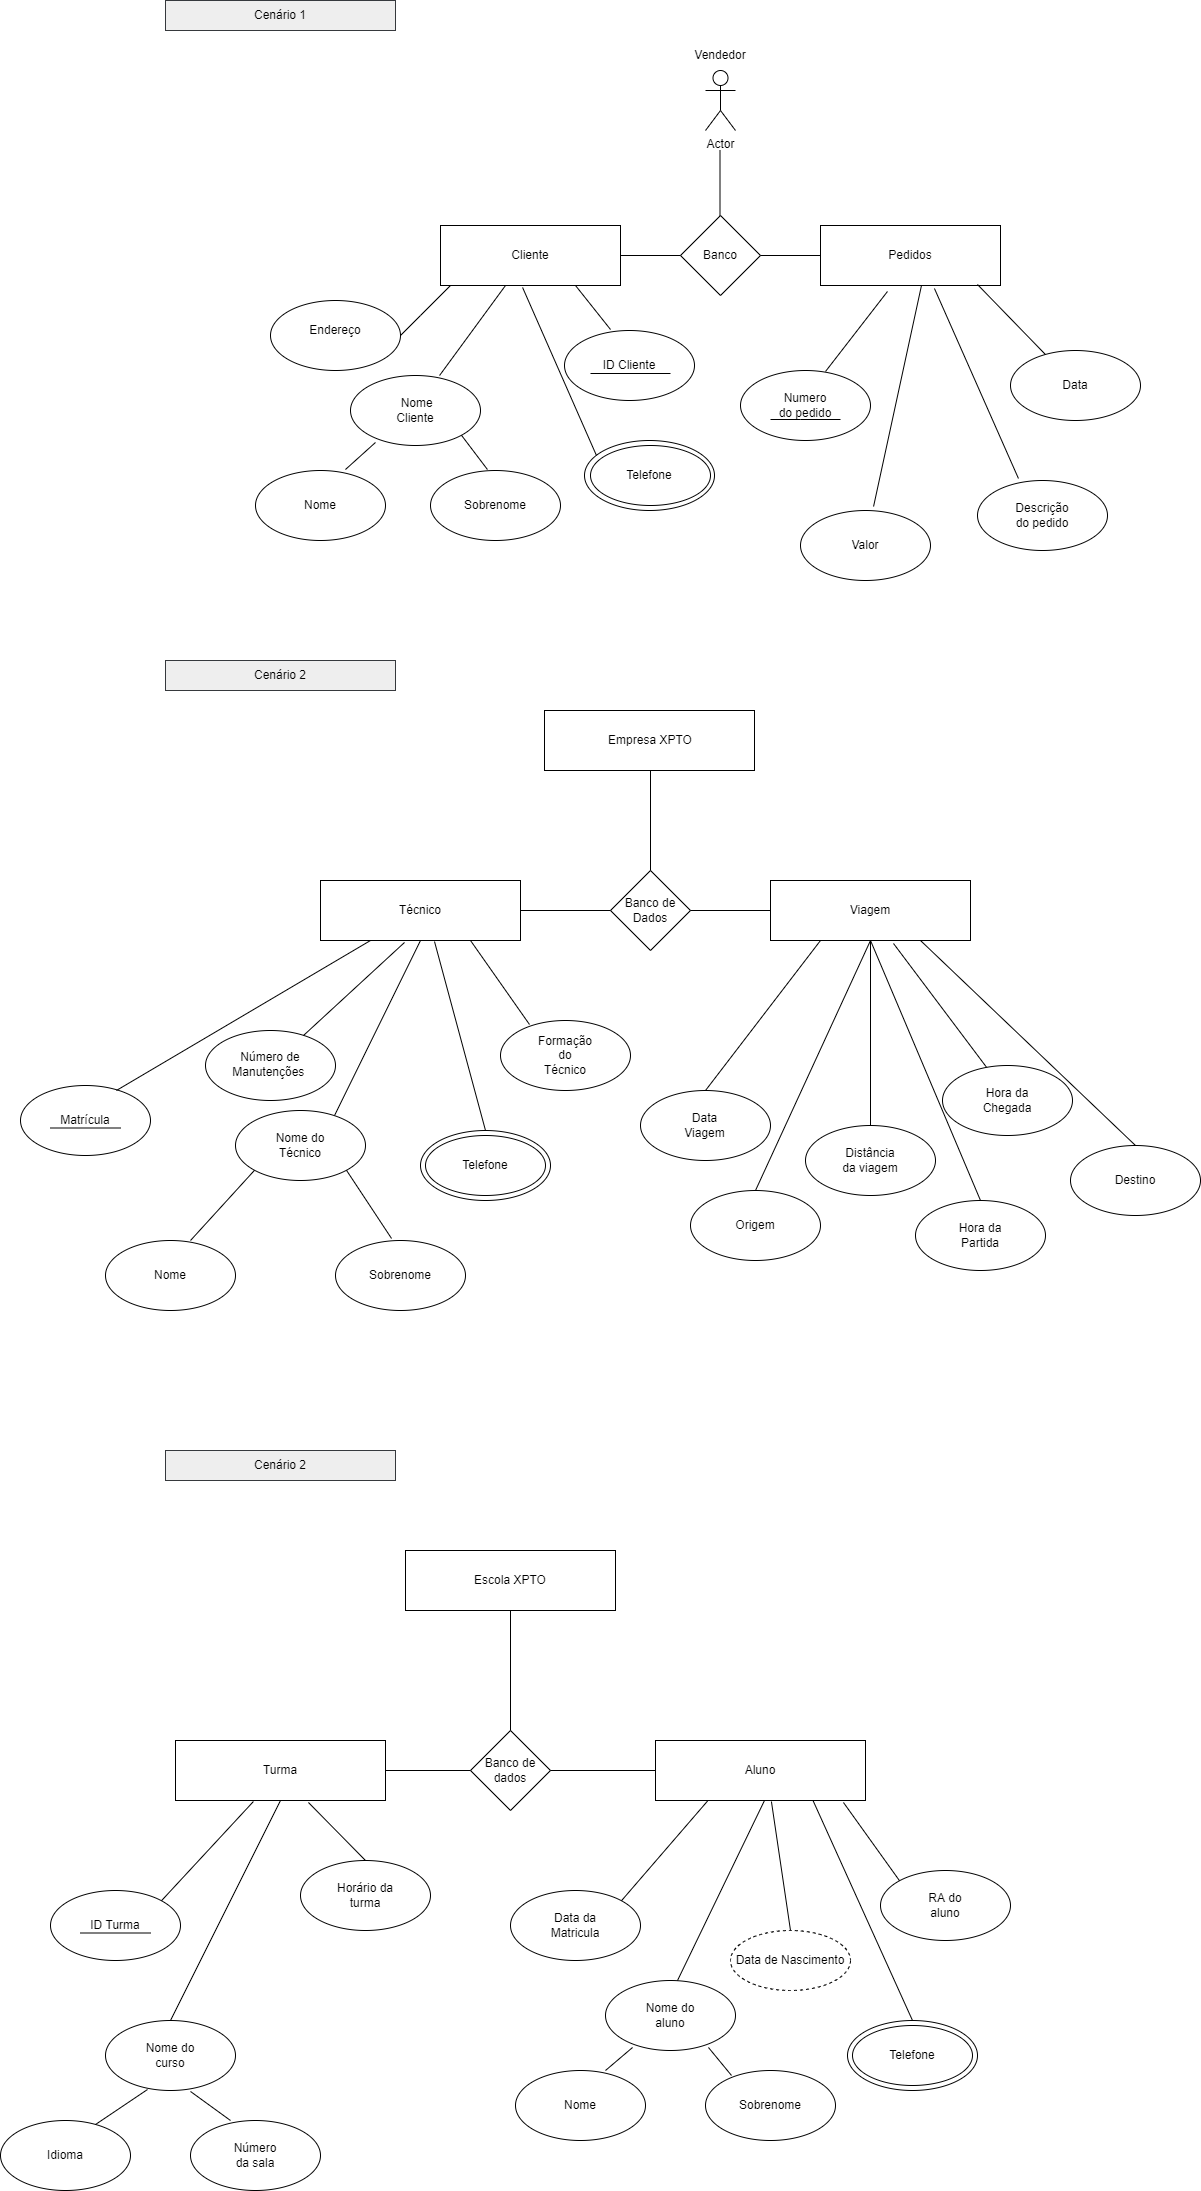 Cenário 1
Vendedor
Actor
Cliente
Banco
Pedidos
Endereço
ID Cliente
Nome
Cliente
Numero
do pedido
Data
Telefone
Nome
Sobrenome
Descrição
do pedido
Valor
Cenário 2
Empresa XPTO
Técnico
Banco de
Dados
Viagem
Formação
do
Técnico
Número de
Manutenções
Matrícula
Nome do
Técnico
Telefone
Hora da
Chegada
Data
Viagem
Distância
da viagem
Destino
Origem
Hora da
Partida
Nome
Sobrenome
Cenário 2
Escola XPTO
Turma
Banco de
dados
Aluno
Horário da
turma
ID Turma
Data da
Matricula
RA do
aluno
Data de Nascimento
Nome do
aluno
Telefone
Nome do
curso
Nome
Sobrenome
Idioma
Número
da sala